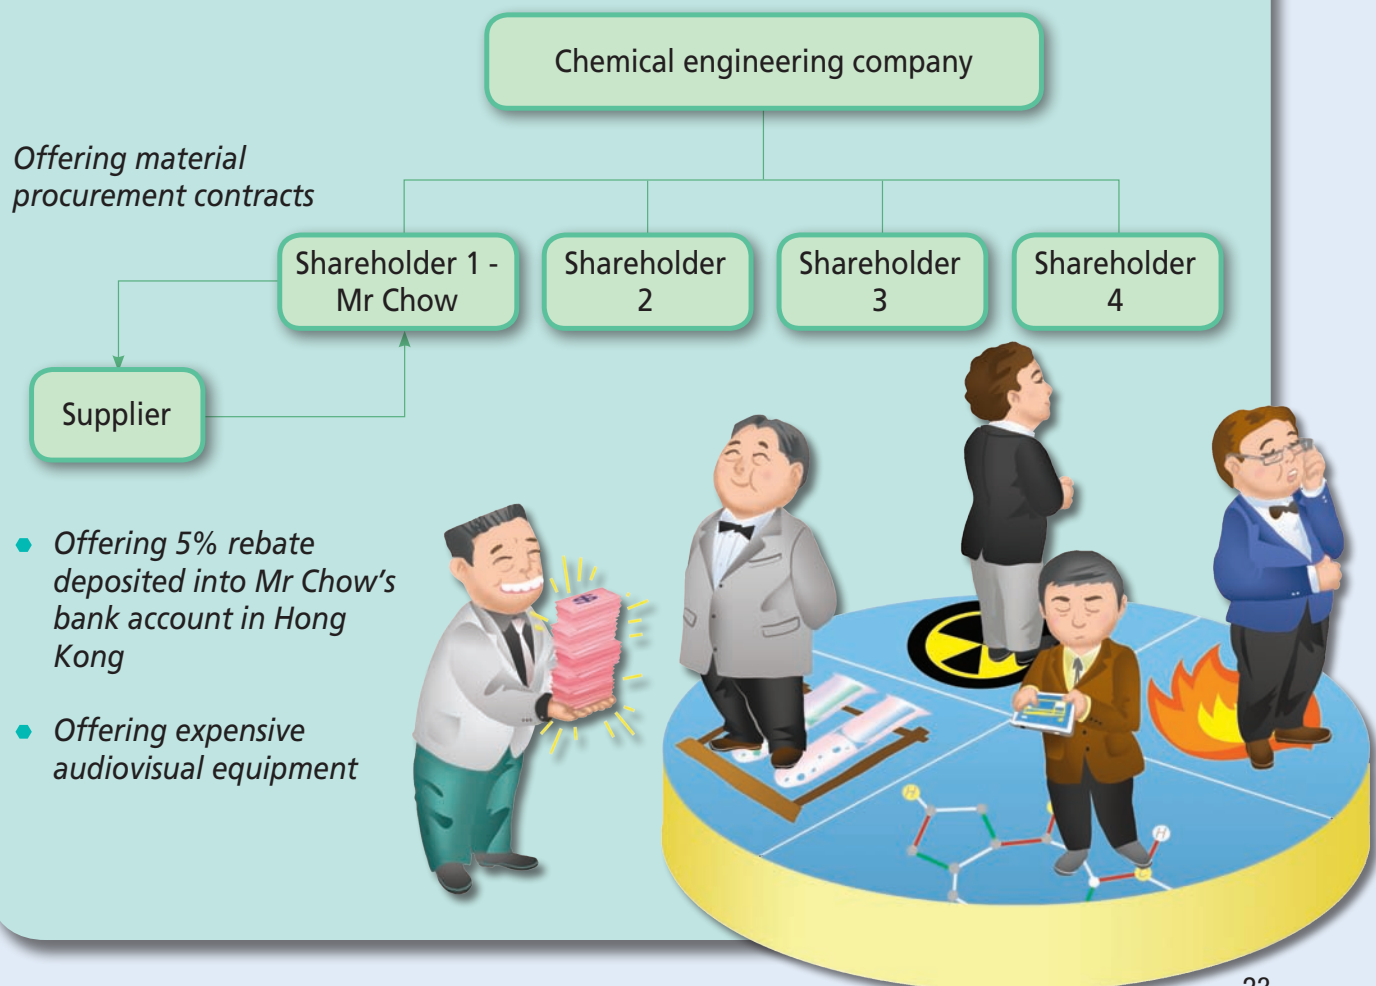 Chemical engineering company
Offering material
procurement contracts
Shareholder 1 -
Mr Chow
Shareholder
2
Shareholder
3
Shareholder
4
Supplier
Offering 5% rebate
deposited into Mr Chow’s
bank account in Hong
Kong
Offering expensive
audiovisual equipment
$
H
H